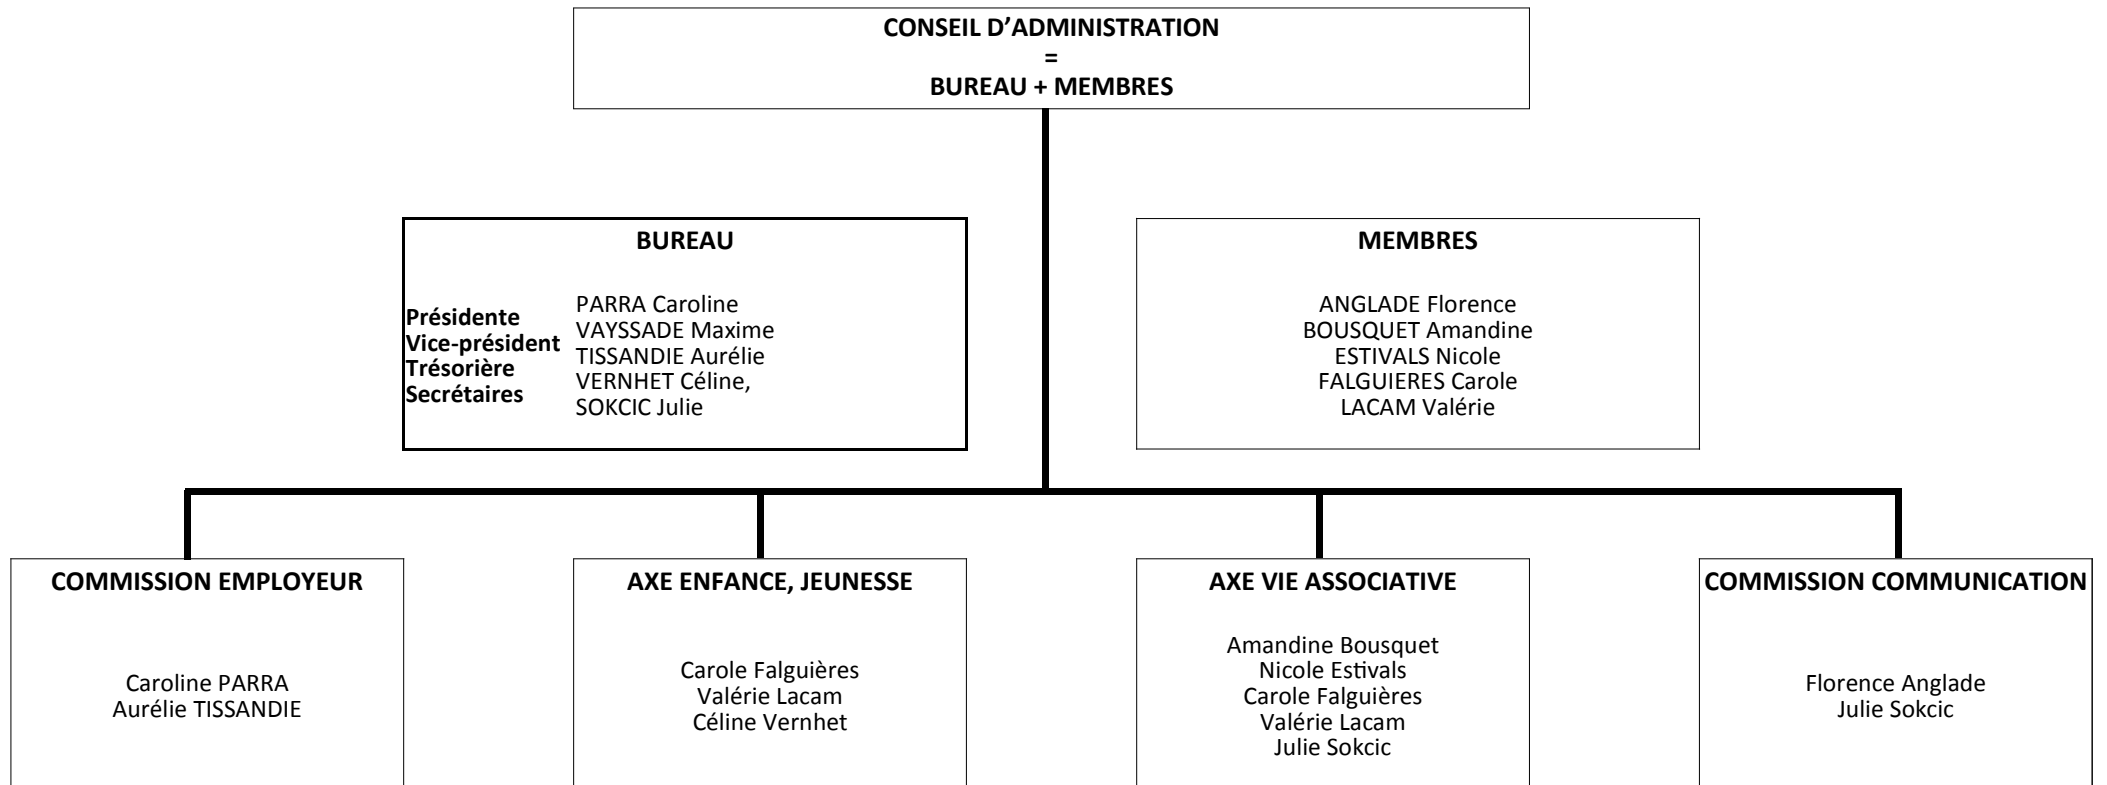 CONSEIL D’ADMINISTRATION
=
BUREAU + MEMBRES
BUREAU
Présidente
Vice-président
Trésorière
Secrétaires
PARRA Caroline
VAYSSADE Maxime
TISSANDIE Aurélie
VERNHET Céline,
SOKCIC Julie
MEMBRES
ANGLADE Florence
BOUSQUET Amandine
ESTIVALS Nicole
FALGUIERES Carole
LACAM Valérie
COMMISSION EMPLOYEUR
Caroline PARRA
Aurélie TISSANDIE
AXE ENFANCE, JEUNESSE
Carole Falguières
Valérie Lacam
Céline Vernhet
AXE VIE ASSOCIATIVE
Amandine Bousquet
Nicole Estivals
Carole Falguières
Valérie Lacam
Julie Sokcic
COMMISSION COMMUNICATION
Florence Anglade
Julie Sokcic